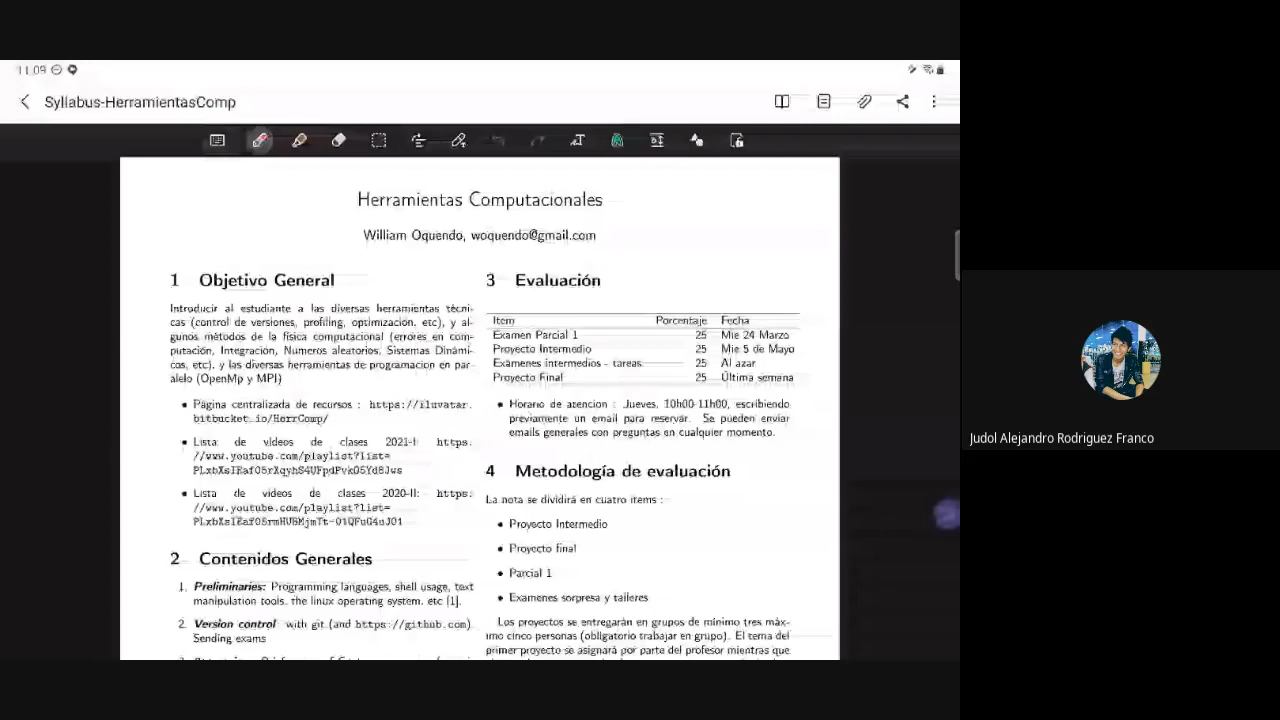 11:09
Syllabus-HerramientasComp
Herramientas Computacionales
William Oquendo, woquendo@gmail.com
1 Objetivo General
Introducir al estudiante a las diversas herramientas técni-
cas (control de versiones, profiling, optimización, etc), y al-
gunos métodos de la física computacional (errores en com-
putación, Integración, Numeros aleatorios, Sistemas Dinámi-
cos, etc), y las diversas herramientas de programacion en par-
alelo (OpenMp y MPI)
• Página centralizada de recursos : https://iluvatar.
bitbucket.io/HerrComp/
• Lista de videos de clases 2021-I: https:
//www.youtube.com/playlist?list=
• Lista de videos de clases 2020-II: https:
//www.youtube.com/playlist?list=
2 Contenidos Generales
1. Preliminaries: Programming languages, shell usage, text
manipulation tools, the linux operating system, etc [1].
2. Version control with git (and https://github.com)
Sending exams
3 Evaluación
Item Porcentaje Fecha
Examen Parcial 1 25 Mie 24 Marzo
Proyecto Intermedio 25 Mie 5 de Mayo
Exámenes intermedios - tareas 25 Al azar
Proyecto Final 25 Última semana
• Horario de atencion : Jueves, 10h00-11h00, escribiendo
previamente un email para reservar. Se pueden enviar
emails generales con preguntas en cualquier momento.
4 Metodología de evaluación
La nota se dividirá en cuatro items :
• Proyecto Intermedio
• Proyecto final
• Parcial 1
• Examenes sorpresa y talleres
Los proyectos se entregarán en grupos de mínimo tres máx-
imo cinco personas (obligatorio trabajar en grupo). El tema del
primer proyecto se asignará por parte del profesor mientras que
Judol Alejandro Rodriguez Franco